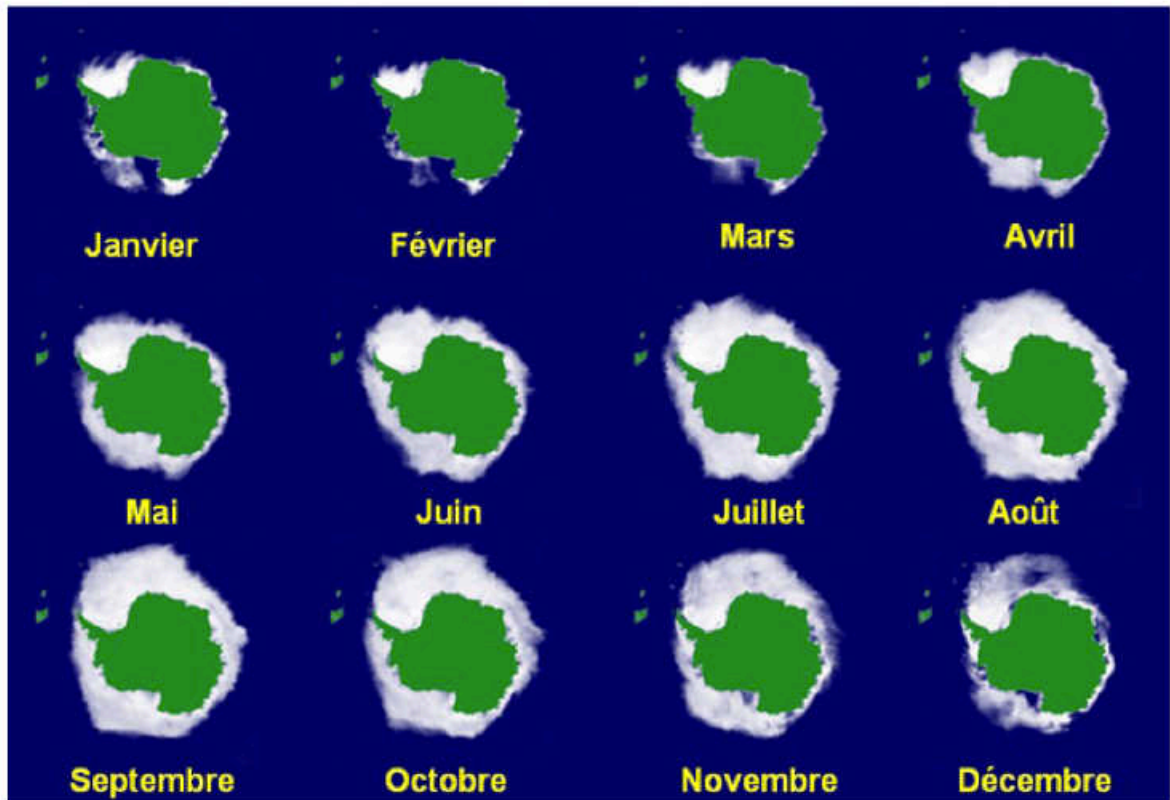 Janvier
Février
Mars
Avril
Mai
Juin
Juillet
Août
Septembre
Octobre
Novembre
Décembre